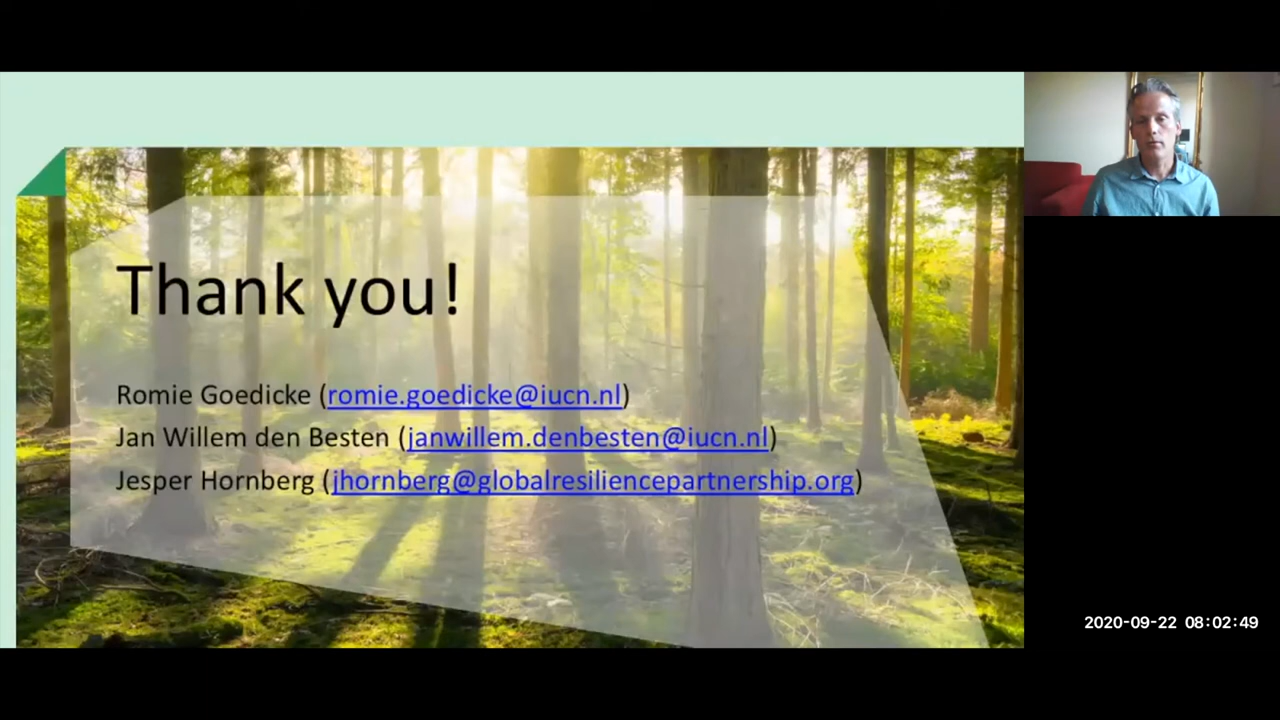 Thank you!
Romie Goedicke (romie.goedicke@iucn.nl)
Jan Willem den Besten (janwillem.denbesten@iucn.nl)
Jesper Hornberg (jhornberg@globalresiliencepartnership.org)
2020-09-22 08:02:49